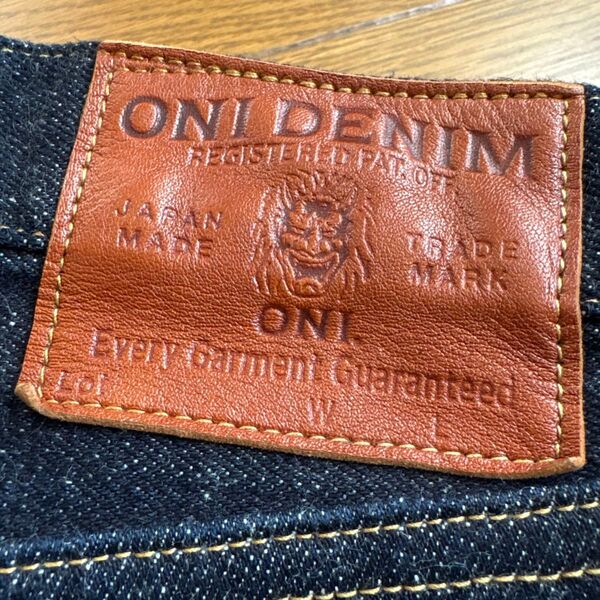 ONI DENIM
REGISTERED PAT. OFF.
JAPAN
MADE
TRADE
MARK
ONI.
Every Garment Guaranteed
Lot
W
L